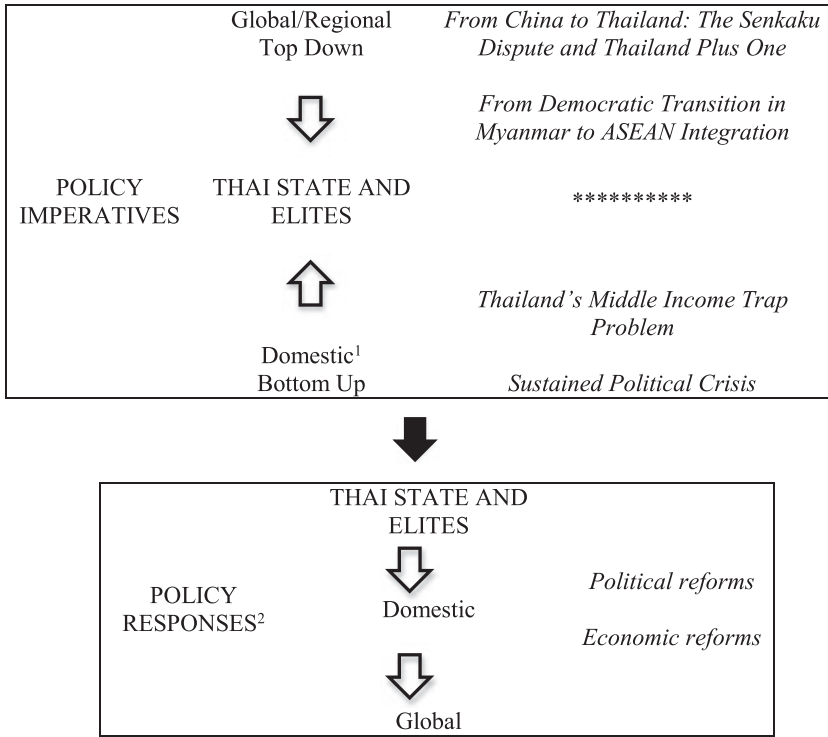 Global/Regional
Top Down
From China to Thailand: The Senkaku
Dispute and Thailand Plus One
From Democratic Transition in
Myanmar to ASEAN Integration
POLICY
IMPERATIVES
THAI STATE AND
ELITES
**********
Thailand’s Middle Income Trap
Problem
Domestic¹
Bottom Up
Sustained Political Crisis
THAI STATE AND
ELITES
POLICY
RESPONSES²
Domestic
Political reforms
Economic reforms
Global